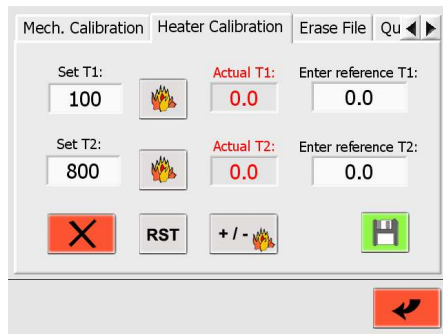 Mech. Calibration Heater Calibration Erase File Qu
Set T1: Actual T1: Enter reference T1:
100 0.0 0.0
Set T2: Actual T2: Enter reference T2:
800 0.0 0.0
RST + / -